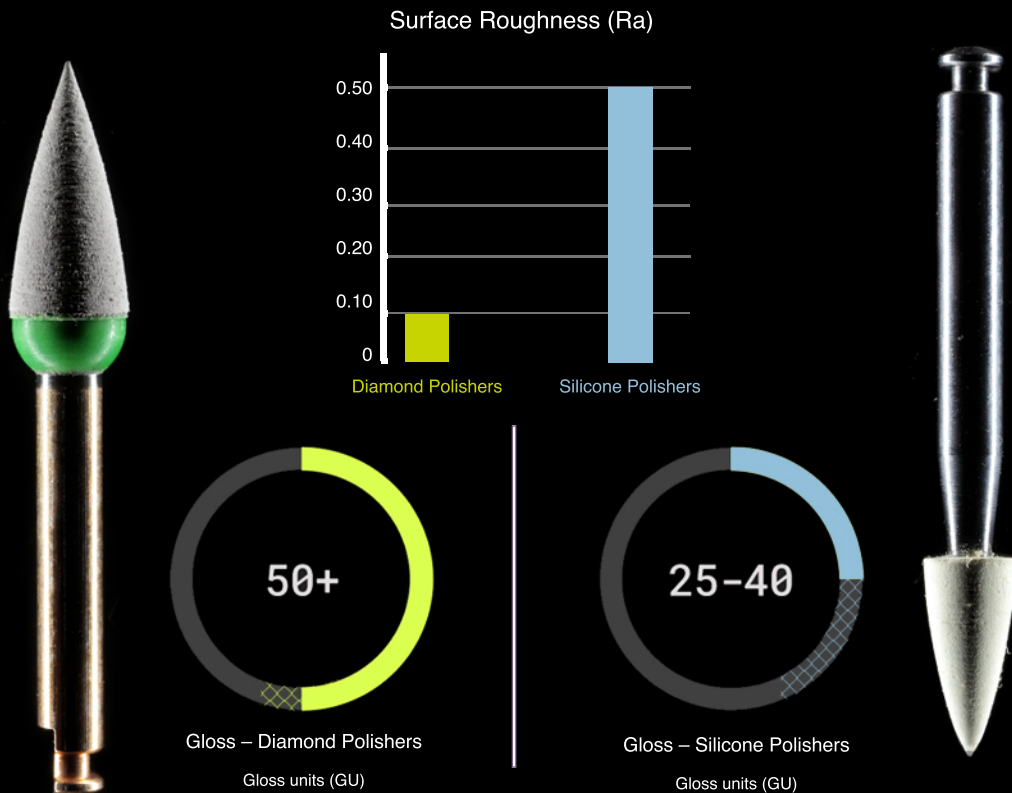 Surface Roughness (Ra)
0.50
0.40
0.30
0.20
0.10
0
Diamond Polishers
Silicone Polishers
50+
25-40
Gloss – Diamond Polishers
Gloss – Silicone Polishers
Gloss units (GU)
Gloss units (GU)